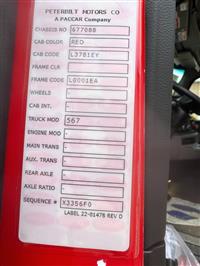 PETERBILT MOTORS CO
A PACCAR Company
CHASSIS NO 677088
CAB COLOR RED
CAB CODE L3781EY
FRAME CLR
FRAME CODE L0001EA
WHEELS -
CAB INT. -
TRUCK MOD 567
ENGINE MOD -
MAIN TRANS -
AUX. TRANS -
REAR AXLE -
AXLE RATIO -
SEQUENCE # X3356F0
LABEL 22-01476 REV D